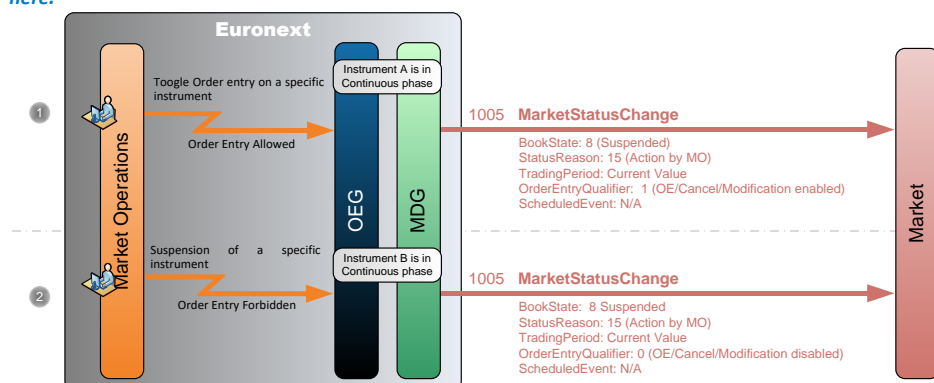 here.
Euronext
Instrument A is in
Continuous phase
Toogle Order entry on a specific
instrument
1
1005 MarketStatusChange
Order Entry Allowed
BookState: 8 (Suspended)
StatusReason: 15 (Action by MO)
TradingPeriod: Current Value
OrderEntryQualifier: 1 (OE/Cancel/Modification enabled)
ScheduledEvent: N/A
Market Operations
OEG
MDG
Market
Suspension of a specific
instrument
Instrument B is in
Continuous phase
2
1005 MarketStatusChange
Order Entry Forbidden
BookState: 8 Suspended
StatusReason: 15 (Action by MO)
TradingPeriod: Current Value
OrderEntryQualifier: 0 (OE/Cancel/Modification disabled)
ScheduledEvent: N/A